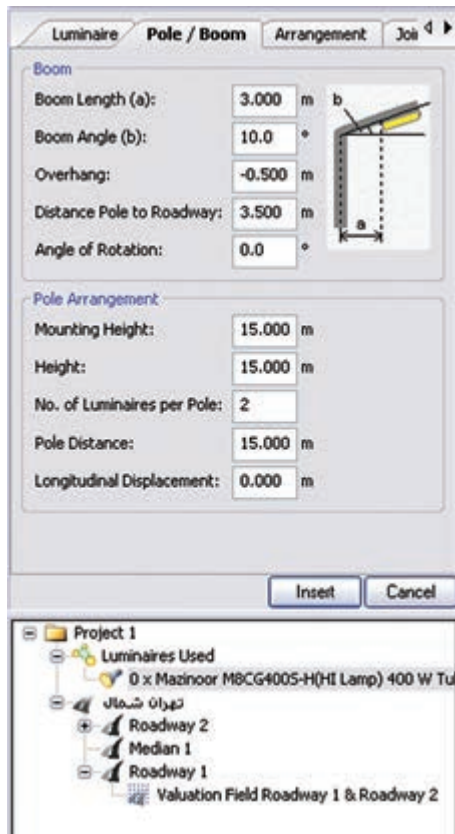 Luminaire Pole / Boom Arrangement
Boom
Boom Length (a): 3.000 m
Boom Angle (b): 10.0 °
Overhang: -0.500 m
Distance Pole to Roadway: 3.500 m
Angle of Rotation: 0.0 °
b
a
Pole Arrangement
Mounting Height: 15.000 m
Height: 15.000 m
No. of Luminaires per Pole: 2
Pole Distance: 15.000 m
Longitudinal Displacement: 0.000 m
Insert Cancel
Project 1
Luminaires Used
0 x Mazinoor M8CG400S-H(HI Lamp) 400 W Tu
تهران شمال
Roadway 2
Median 1
Roadway 1
Valuation Field Roadway 1 & Roadway 2